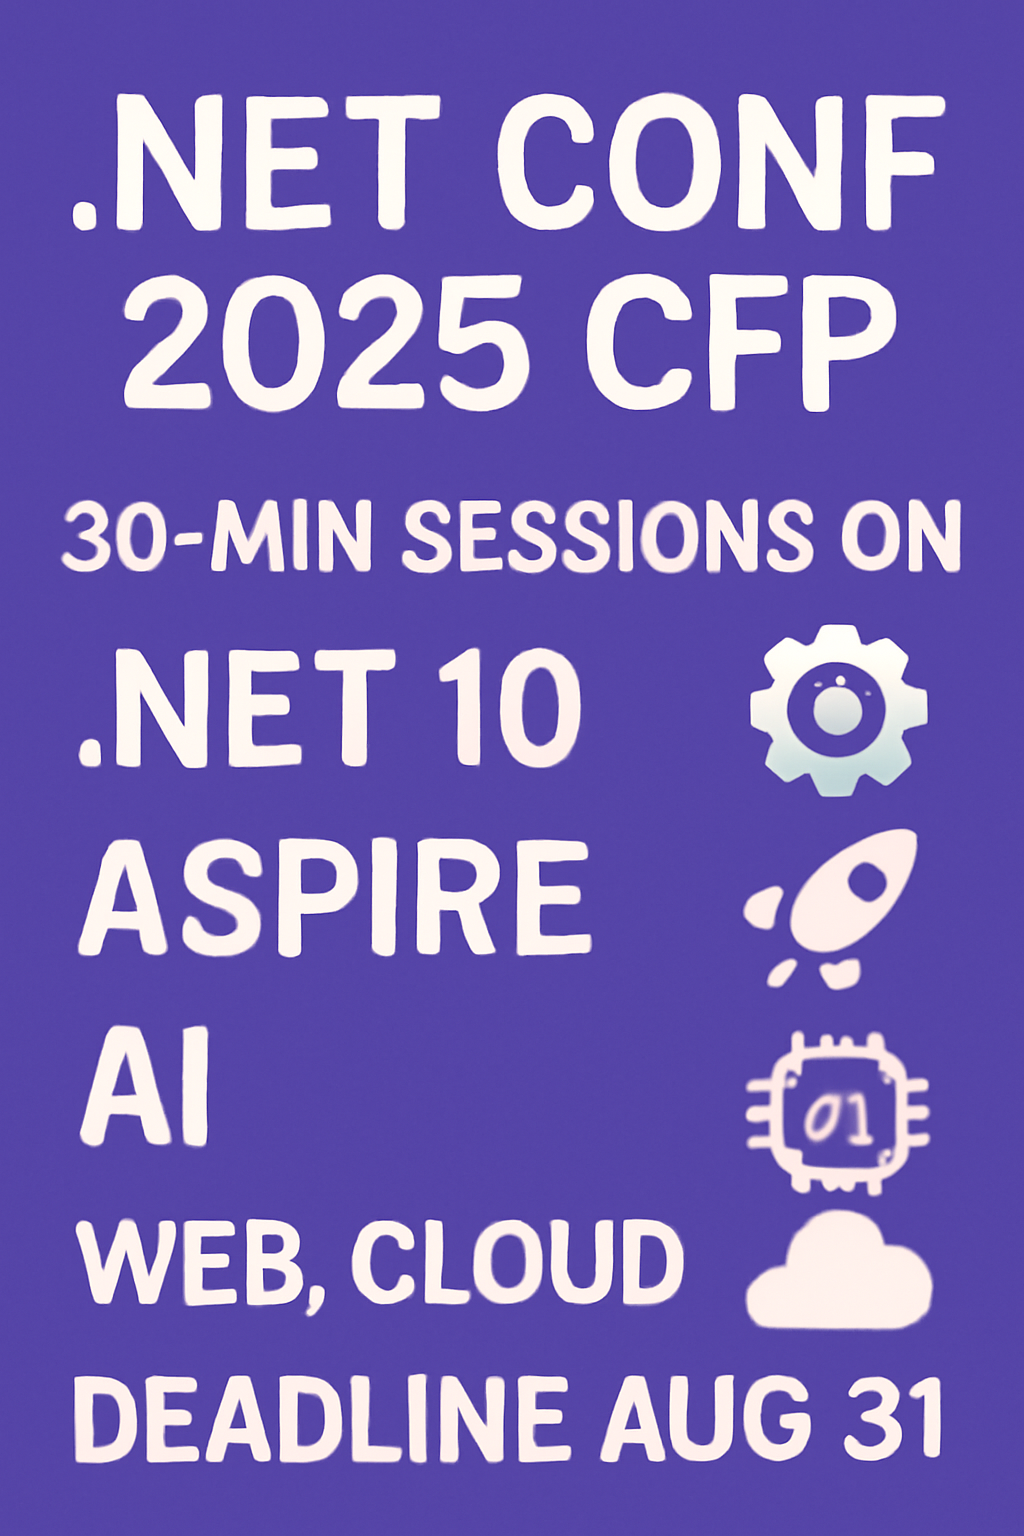 .NET CONF
2025 CFP
30-MIN SESSIONS ON
.NET 10
ASPIRE
AI
01
WEB, CLOUD
DEADLINE AUG 31